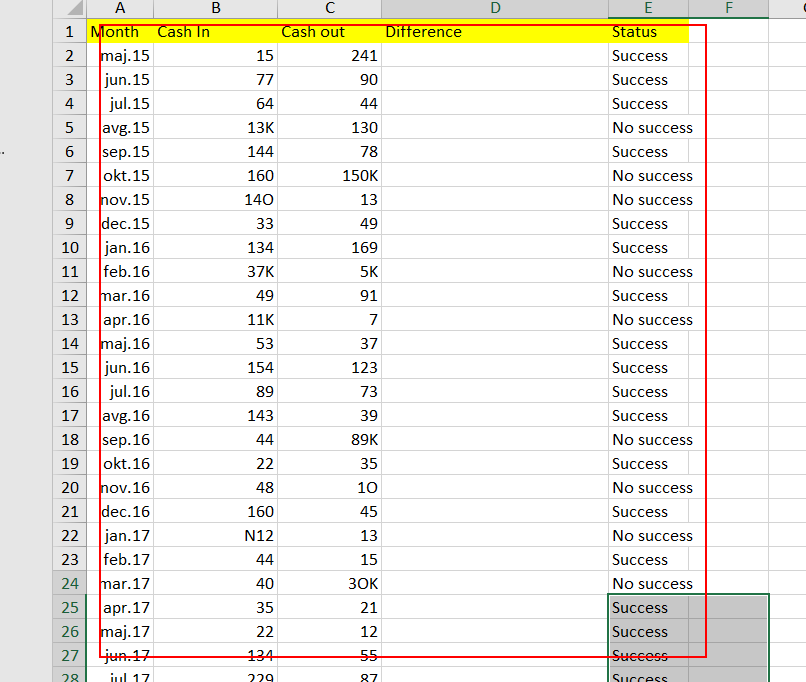 A B C D E F
1 Month Cash In Cash out Difference Status
2 maj.15 15 241 Success
3 jun.15 77 90 Success
4 jul.15 64 44 Success
5 avg.15 13K 130 No success
6 sep.15 144 78 Success
7 okt.15 160 150K No success
8 nov.15 14O 13 No success
9 dec.15 33 49 Success
10 jan.16 134 169 Success
11 feb.16 37K 5K No success
12 mar.16 49 91 Success
13 apr.16 11K 7 No success
14 maj.16 53 37 Success
15 jun.16 154 123 Success
16 jul.16 89 73 Success
17 avg.16 143 39 Success
18 sep.16 44 89K No success
19 okt.16 22 35 Success
20 nov.16 48 1O No success
21 dec.16 160 45 Success
22 jan.17 N12 13 No success
23 feb.17 44 15 Success
24 mar.17 40 3OK No success
25 apr.17 35 21 Success
26 maj.17 22 12 Success
27 jun.17 134 55 Success
28 jul.17 229 87 Success